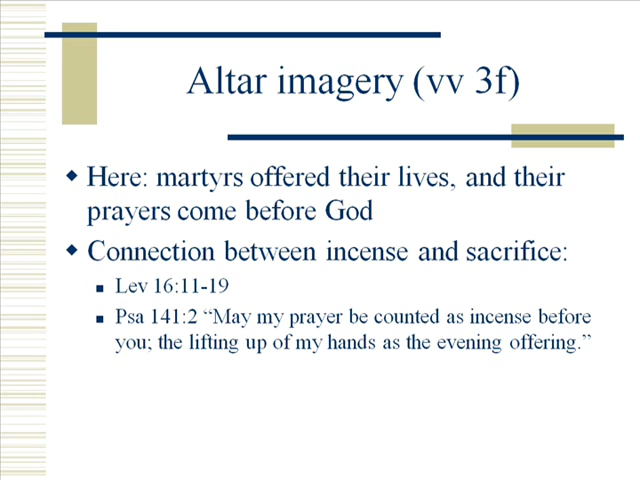 Altar imagery (vv 3f)
Here: martyrs offered their lives, and their
prayers come before God
Connection between incense and sacrifice:
Lev 16:11-19
Psa 141:2 “May my prayer be counted as incense before
you; the lifting up of my hands as the evening offering.”